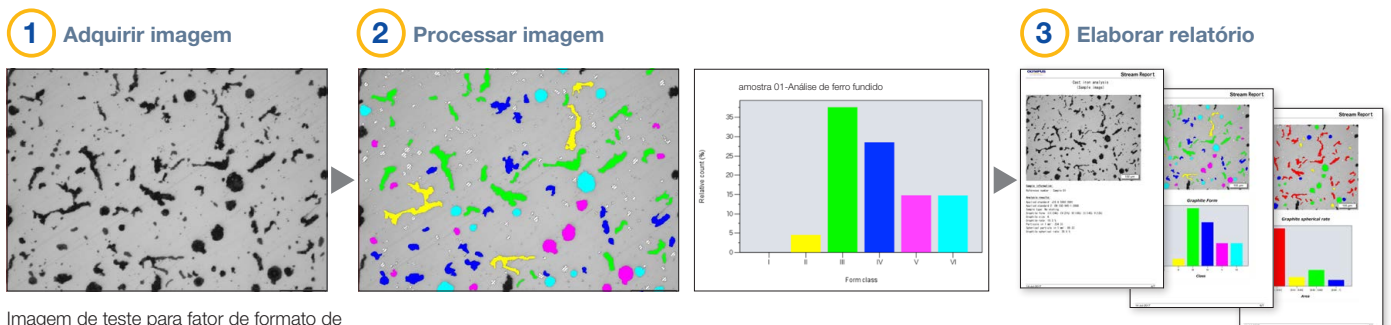 1 Adquirir imagem
2 Processar imagem
3 Elaborar relatório
amostra 01-Análise de ferro fundido
Relative count (%)
35
30
25
20
15
10
5
0
I II III IV V VI
Form class
OLYMPUS
Stream Report
Cast iron analysis
(Sample image)
Stream Report
Graphite Form
Class
Stream Report
Graphite spherical rate
Area
Imagem de teste para fator de formato de